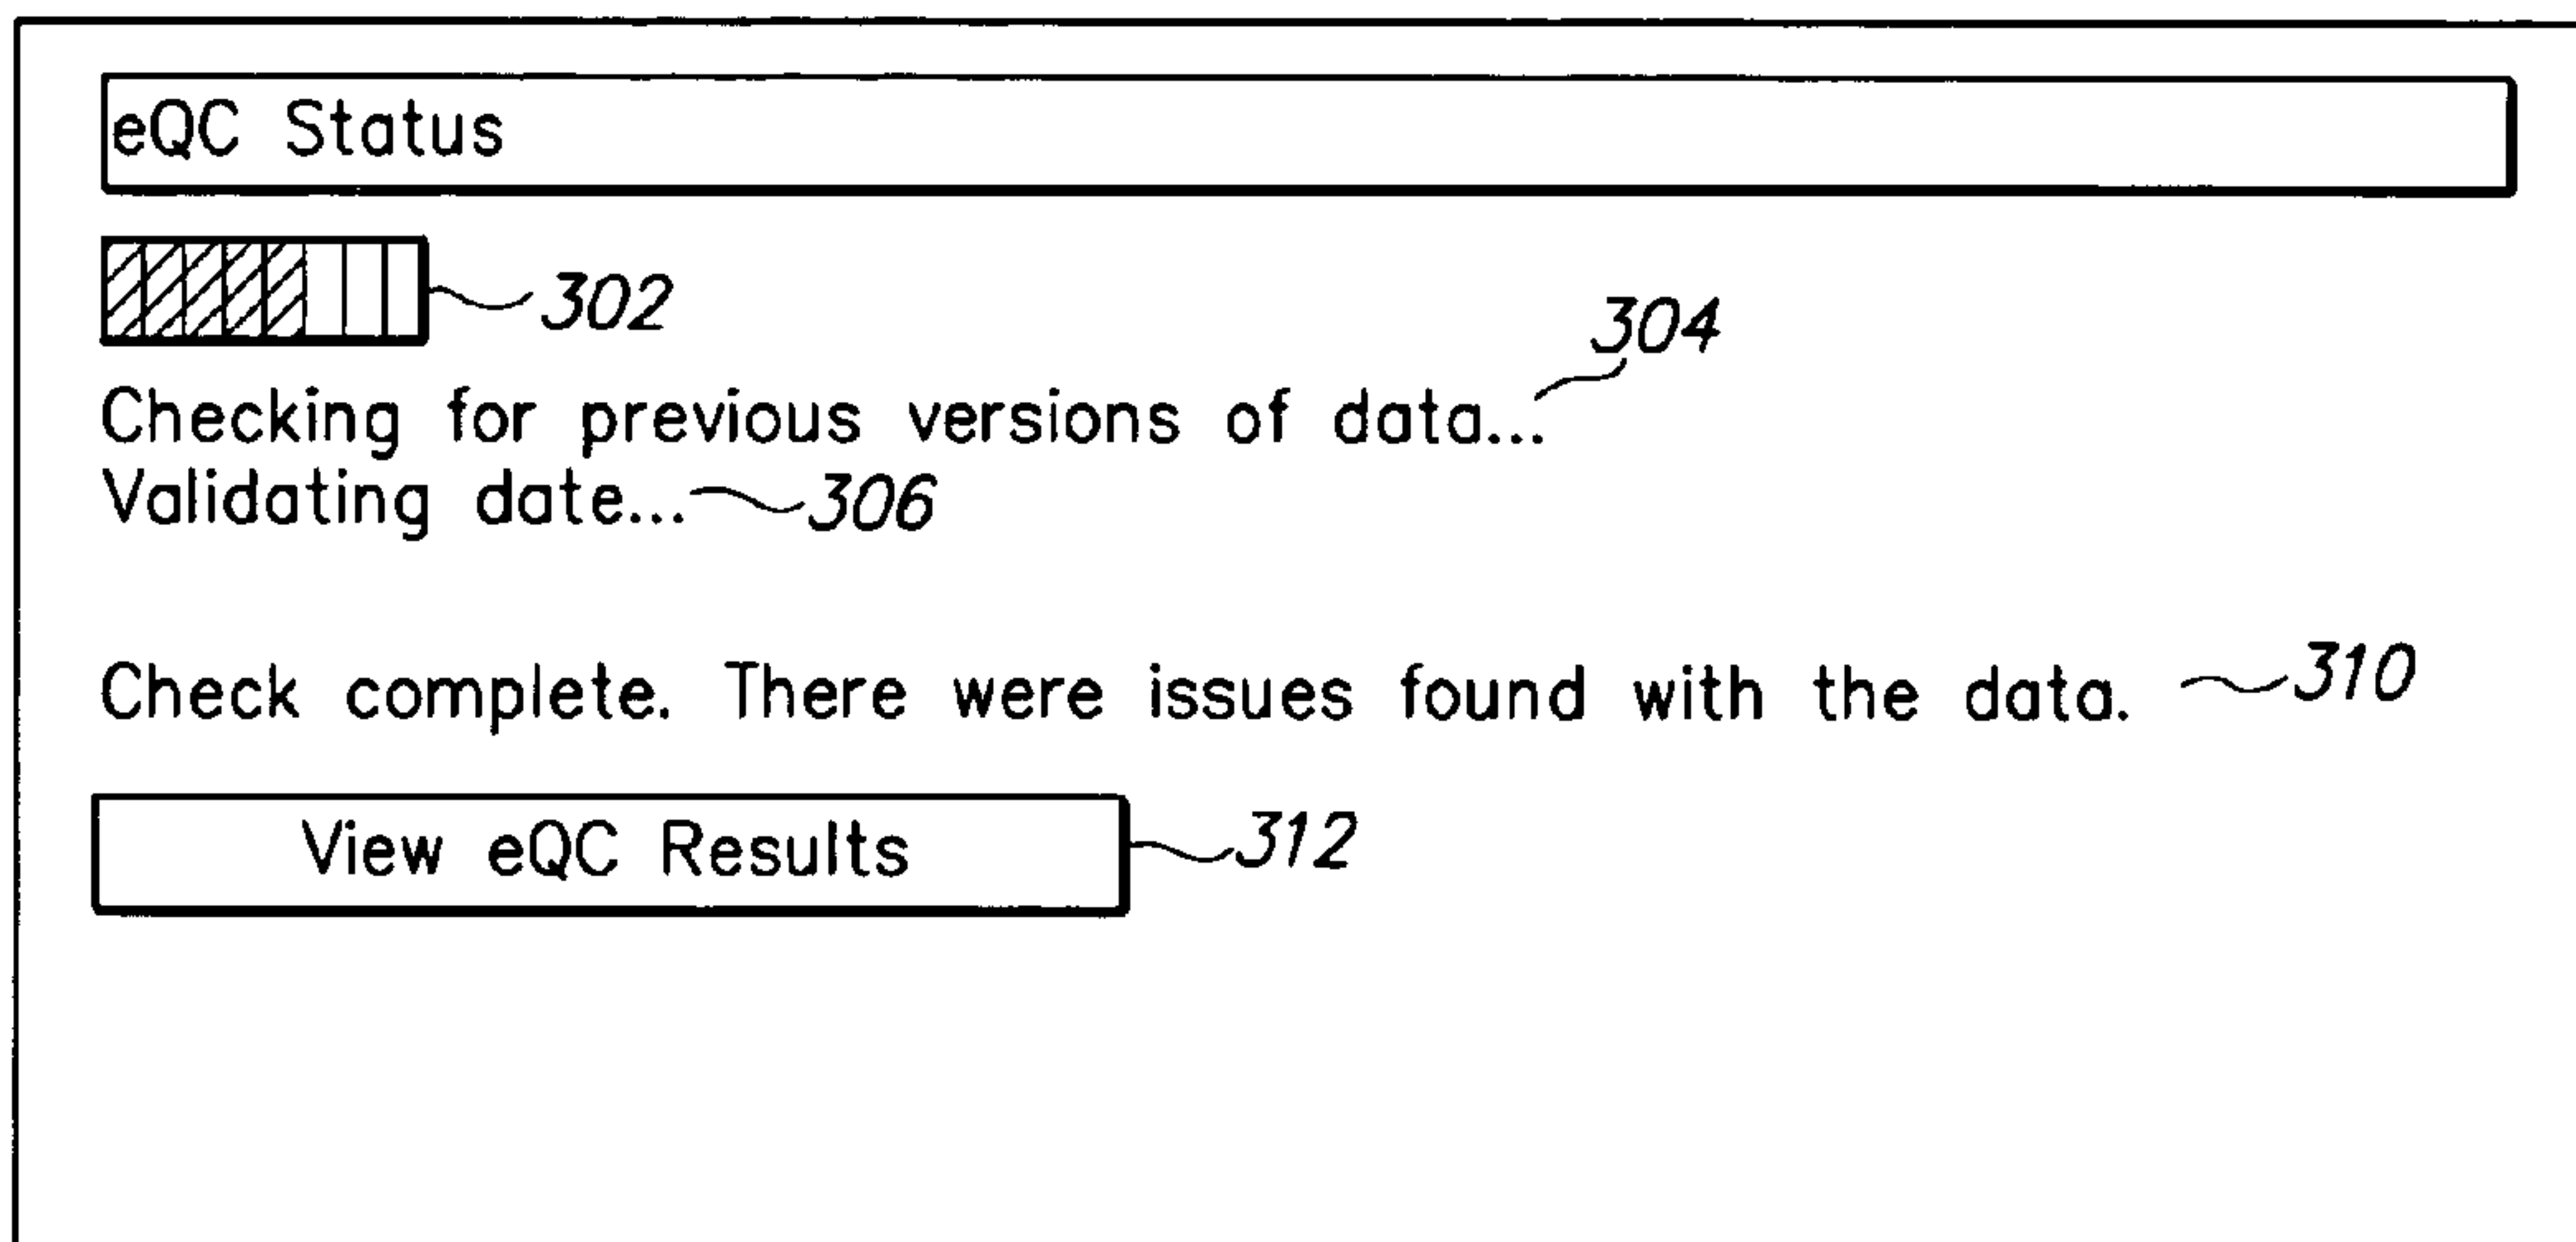 eQC Status
302
304
Checking for previous versions of data...
Validating date... 306
Check complete. There were issues found with the data. 310
View eQC Results 312